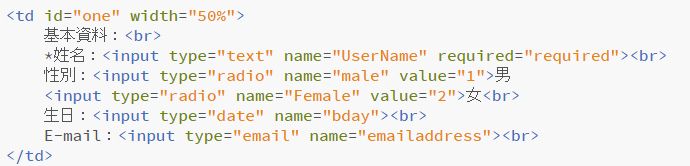 <td id="one" width="50%">
基本資料：<br>
*姓名：<input type="text" name="UserName" required="required"><br>
性別：<input type="radio" name="male" value="1">男
<input type="radio" name="Female" value="2">女<br>
生日：<input type="date" name="bday"><br>
E-mail：<input type="email" name="emailaddress"><br>
</td>